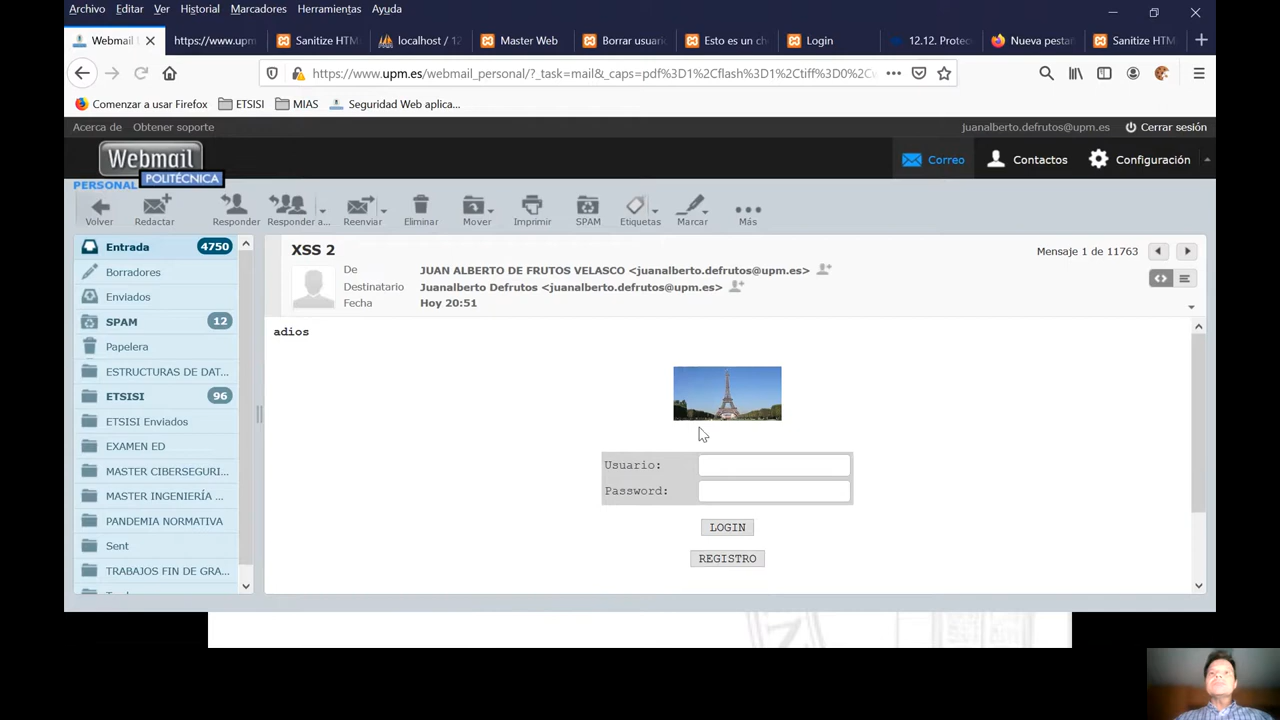 Archivo Editar Ver Historial Marcadores Herramientas Ayuda
Webmail https://www.upm Sanitize HTM localhost / 12 Master Web Borrar usuari Esto es un ch Login 12.12. Protec Nueva pestañ Sanitize HTM
https://www.upm.es/webmail_personal/?_task=mail&_caps=pdf%3D1%2Cflash%3D1%2Ctiff%3D0%2Cw
Comenzar a usar Firefox ETSISI MIAS Seguridad Web aplica...
Acerca de Obtener soporte juanalberto.defrutos@upm.es Cerrar sesión
Webmail
POLITÉCNICA
PERSONAL
Correo Contactos Configuración
Volver Redactar Responder Responder a... Reenviar Eliminar Mover Imprimir SPAM Etiquetas Marcar Más
Entrada 4750
Borradores
Enviados
SPAM 12
Papelera
ESTRUCTURAS DE DAT...
ETSISI 96
ETSISI Enviados
EXAMEN ED
MASTER CIBERSEGURI...
MASTER INGENIERÍA ...
PANDEMIA NORMATIVA
Sent
TRABAJOS FIN DE GRA...
XSS 2
Mensaje 1 de 11763
De JUAN ALBERTO DE FRUTOS VELASCO <juanalberto.defrutos@upm.es>
Destinatario Juanalberto Defrutos <juanalberto.defrutos@upm.es>
Fecha Hoy 20:51
adios
Usuario:
Password:
LOGIN
REGISTRO